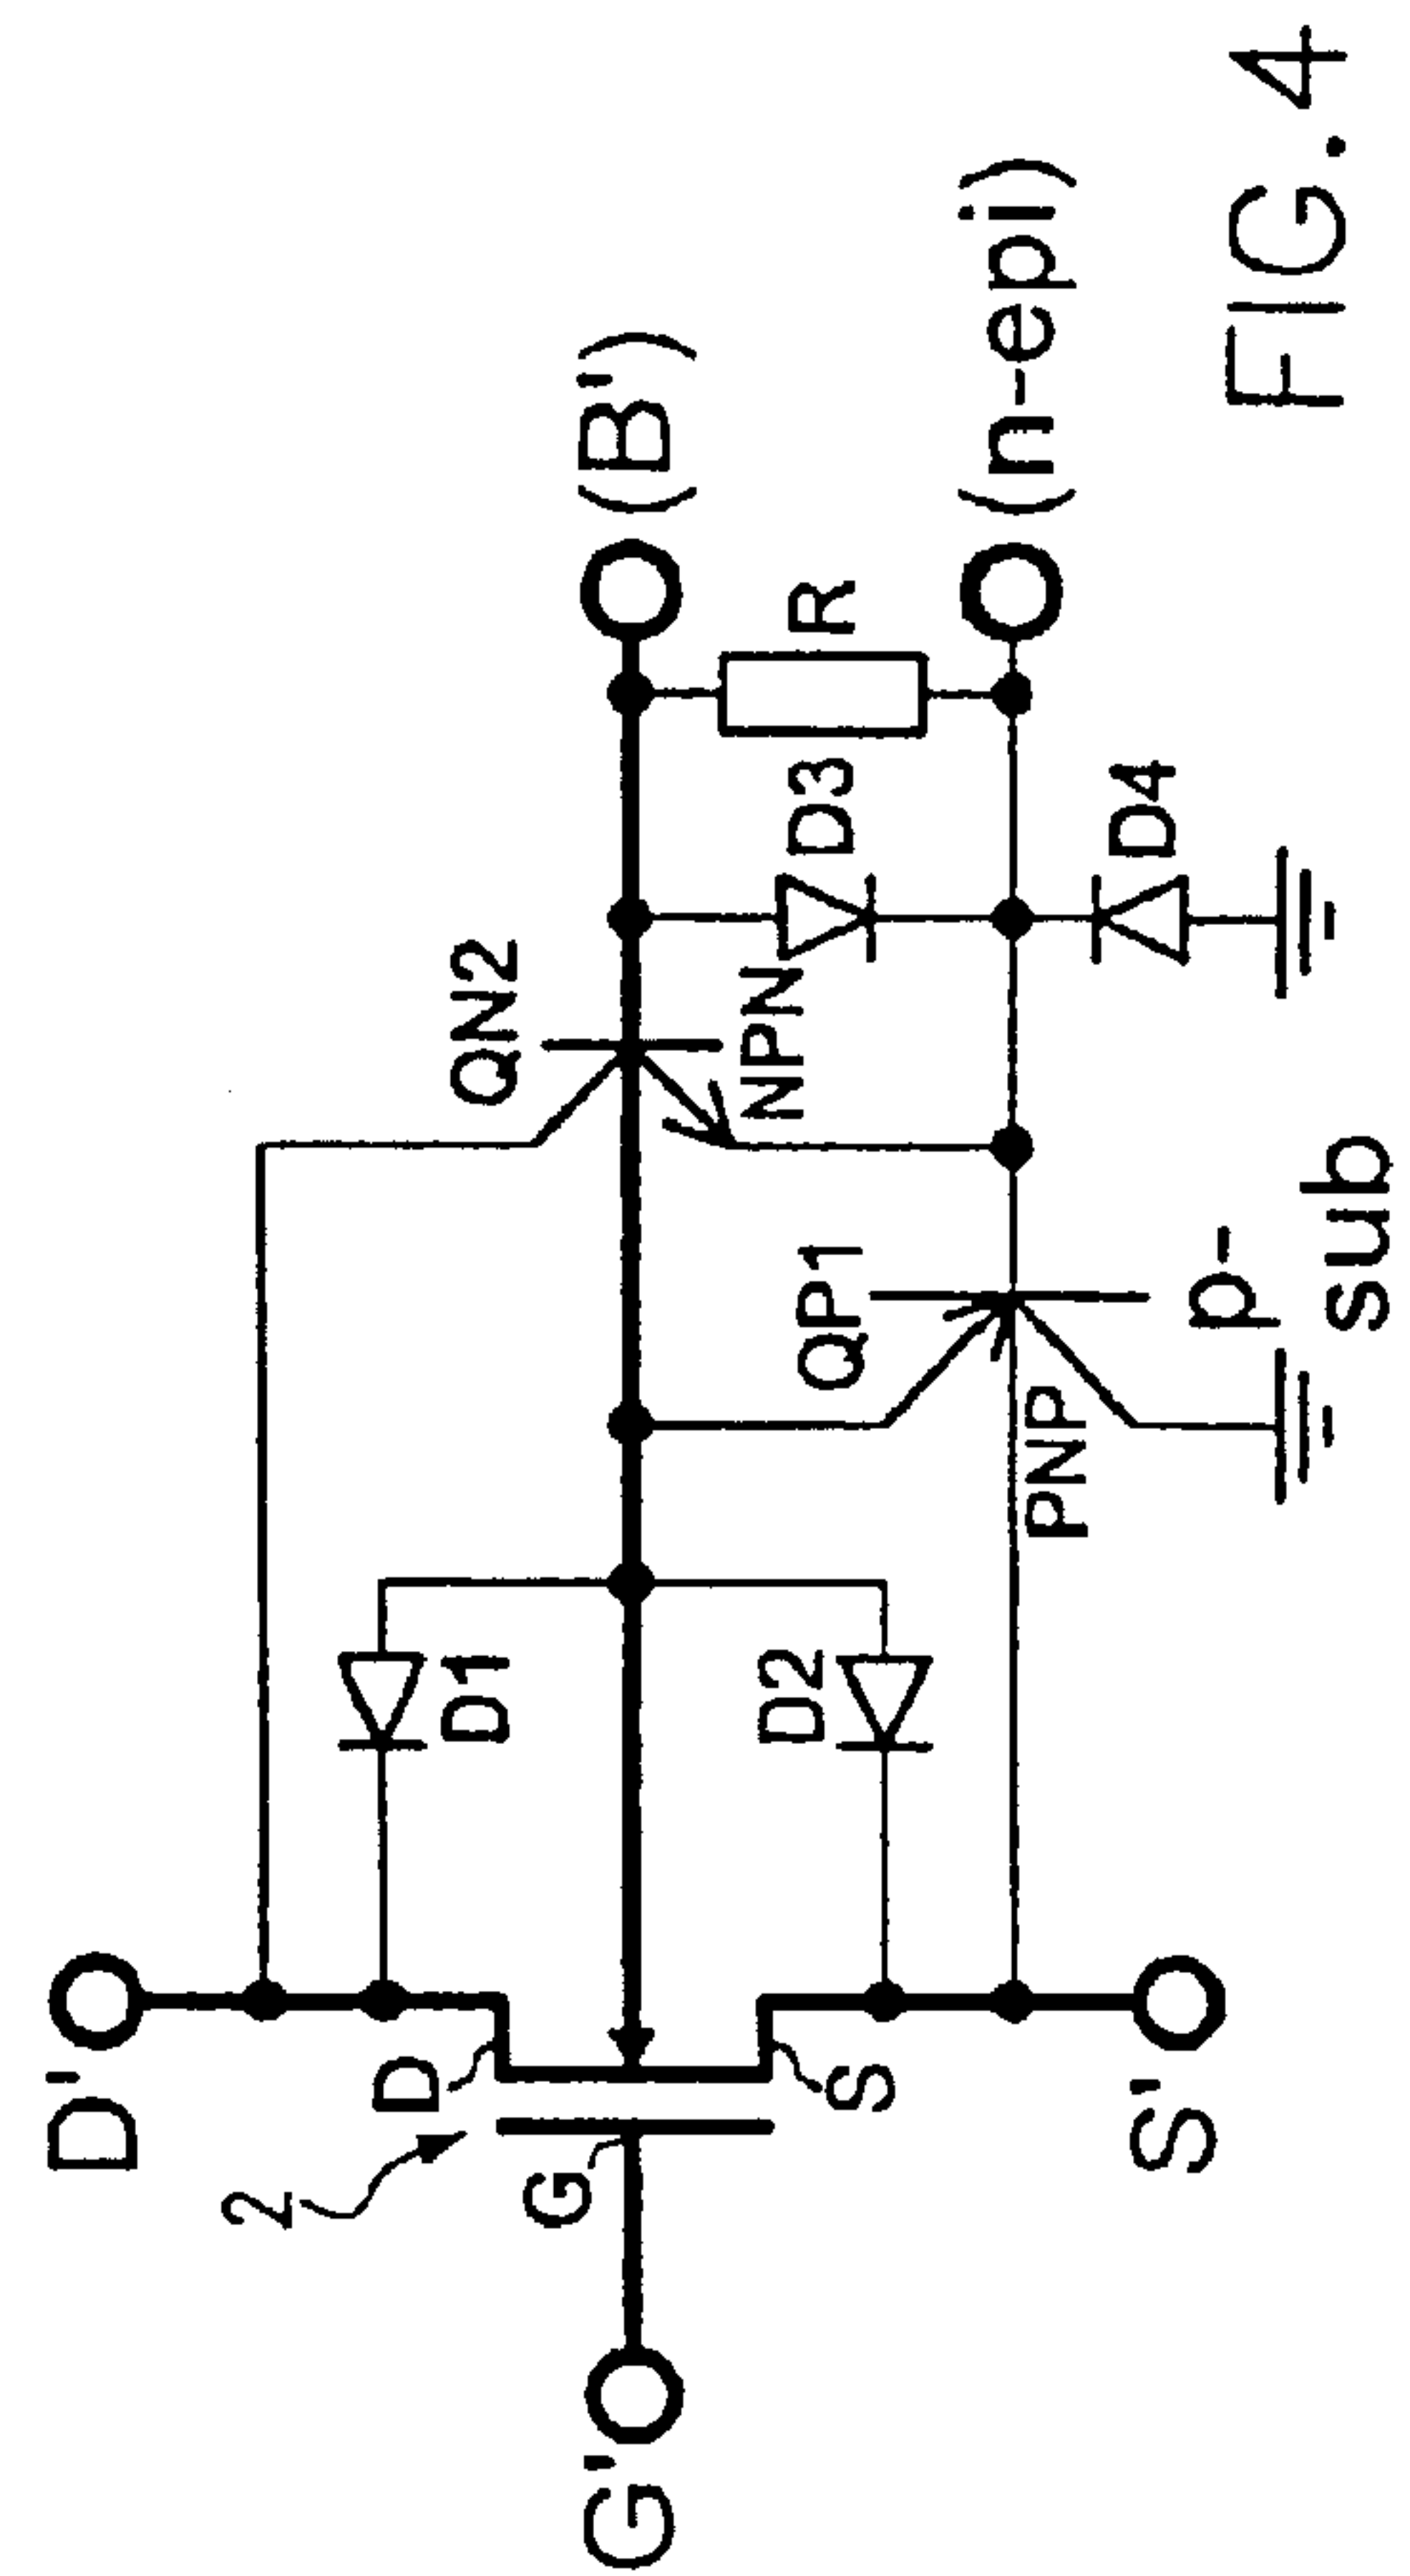 D'
QN2
(B')
2
D
D1
NPN
D3
R
G'
G
D2
QP1
(n-epi)
S
PNP
D4
S'
p-
sub
FIG.4